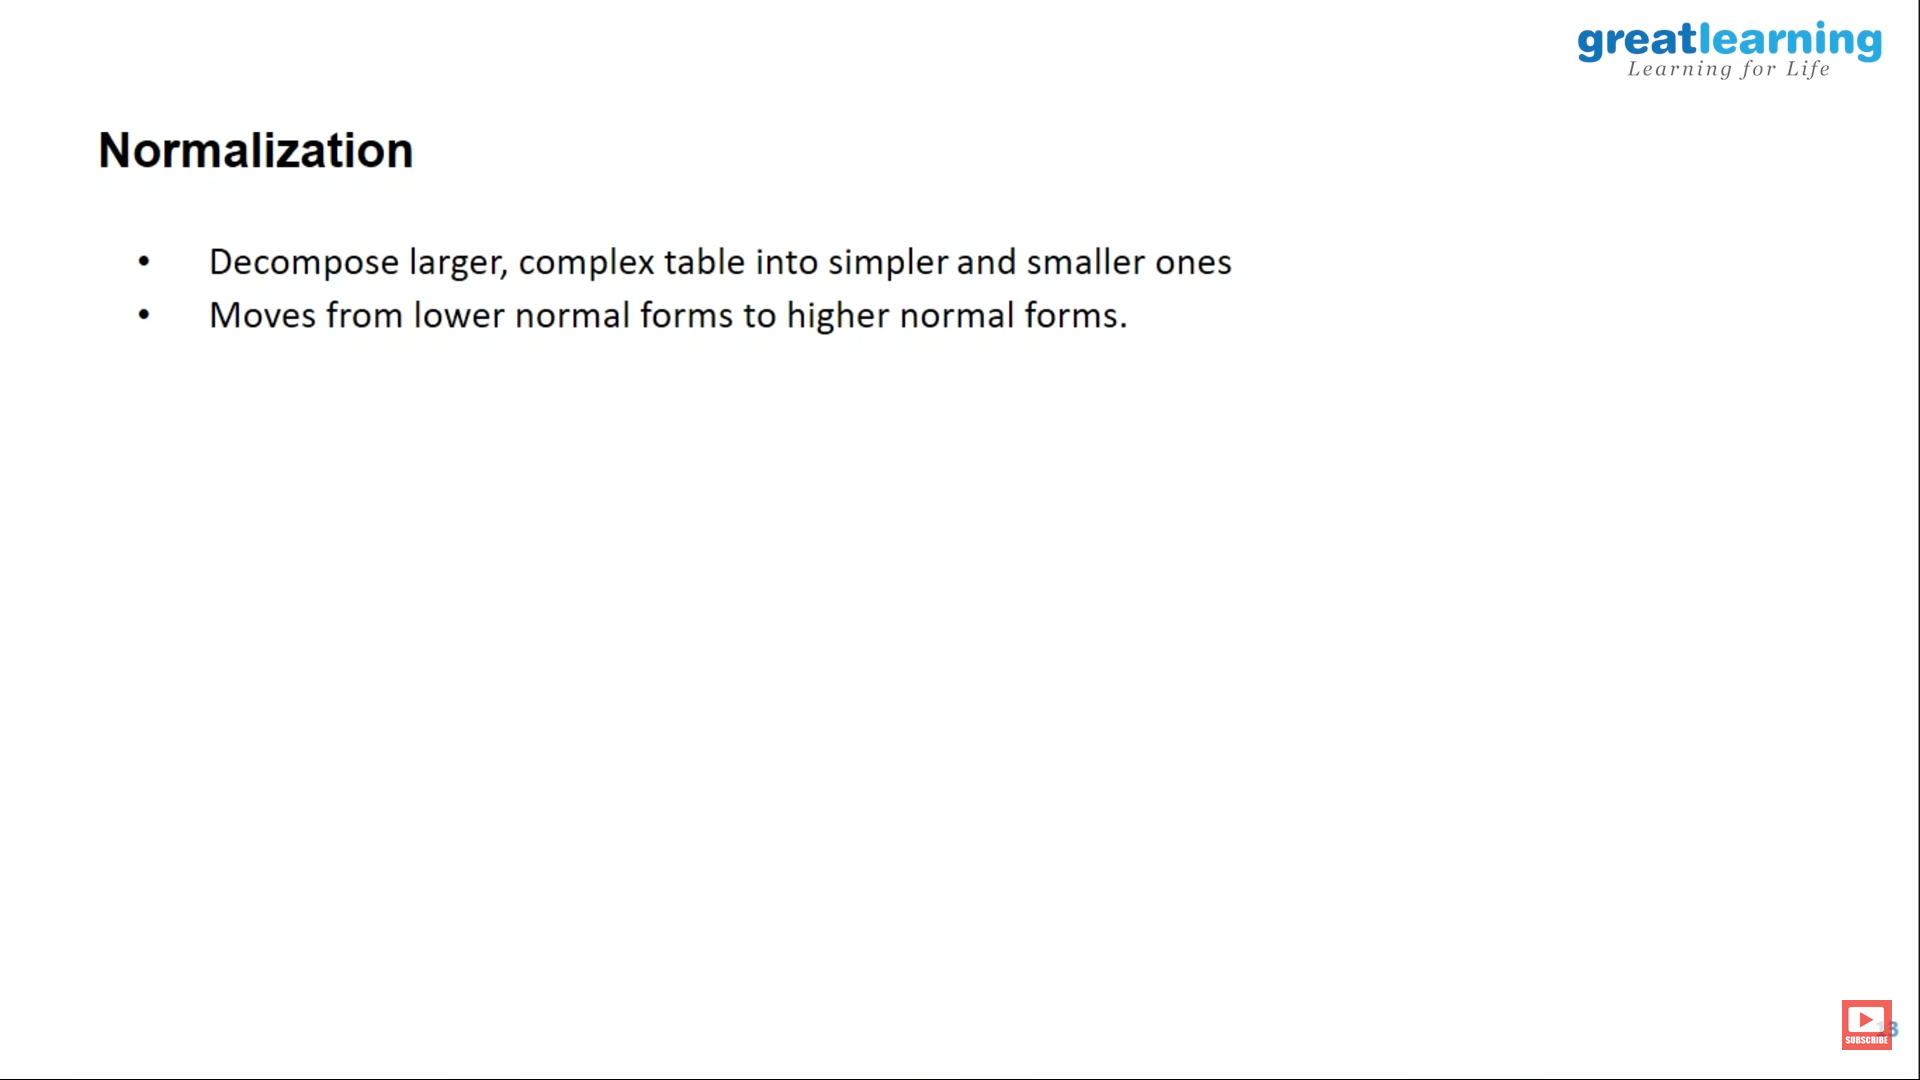 greatlearning
Learning for Life
Normalization
• Decompose larger, complex table into simpler and smaller ones
• Moves from lower normal forms to higher normal forms.
SUBSCRIBE